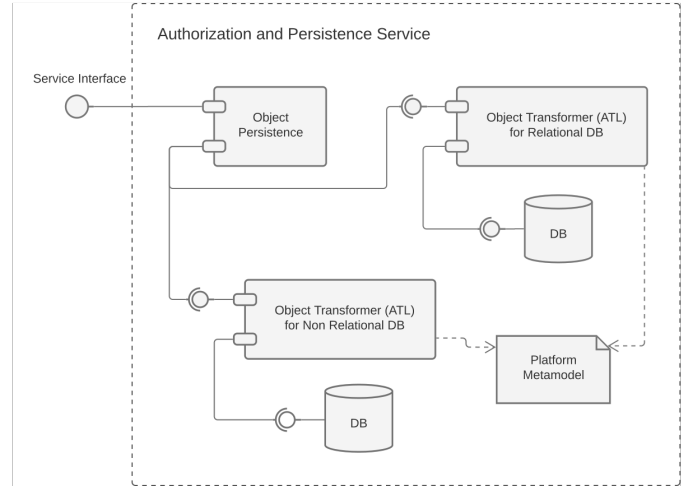 Authorization and Persistence Service
Service Interface
Object
Persistence
Object Transformer (ATL)
for Relational DB
DB
Object Transformer (ATL)
for Non Relational DB
Platform
Metamodel
DB